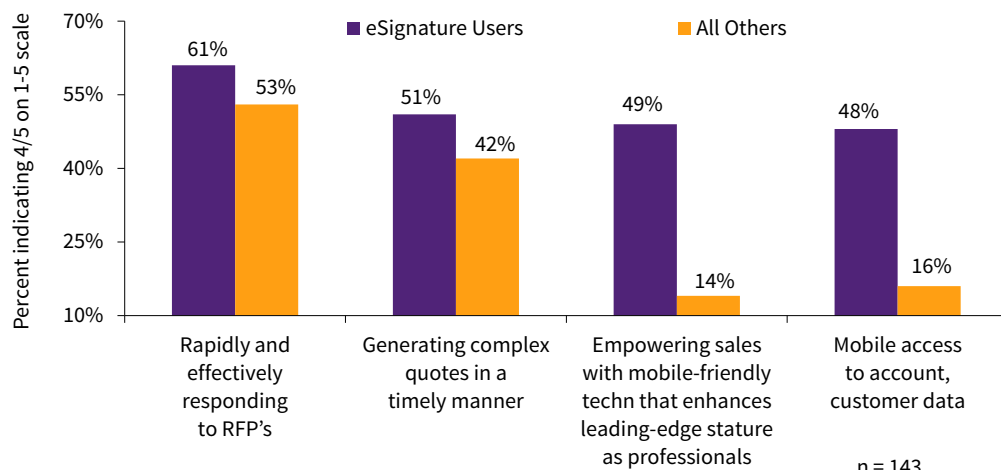 Percent indicating 4/5 on 1-5 scale
70%
55%
40%
25%
10%
eSignature Users
All Others
61%
53%
51%
42%
49%
14%
48%
16%
Rapidly and
effectively
responding
to RFP's
Generating complex
quotes in a
timely manner
Empowering sales
with mobile-friendly
techn that enhances
leading-edge stature
as professionals
Mobile access
to account,
customer data
n = 143